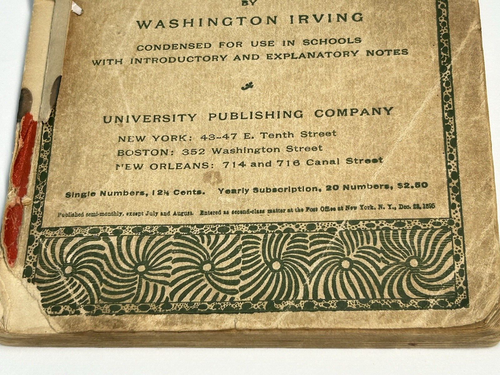 BY
WASHINGTON IRVING
CONDENSED FOR USE IN SCHOOLS
WITH INTRODUCTORY AND EXPLANATORY NOTES
UNIVERSITY PUBLISHING COMPANY
NEW YORK: 43-47 E. Tenth Street
BOSTON: 352 Washington Street
NEW ORLEANS: 714 and 716 Canal Street
Single Numbers, 12½ Cents. Yearly Subscription, 20 Numbers, $2.50
Published semi-monthly, except July and August. Entered as second-class matter at the Post Office at New York, N. Y., Dec. 28, 1895